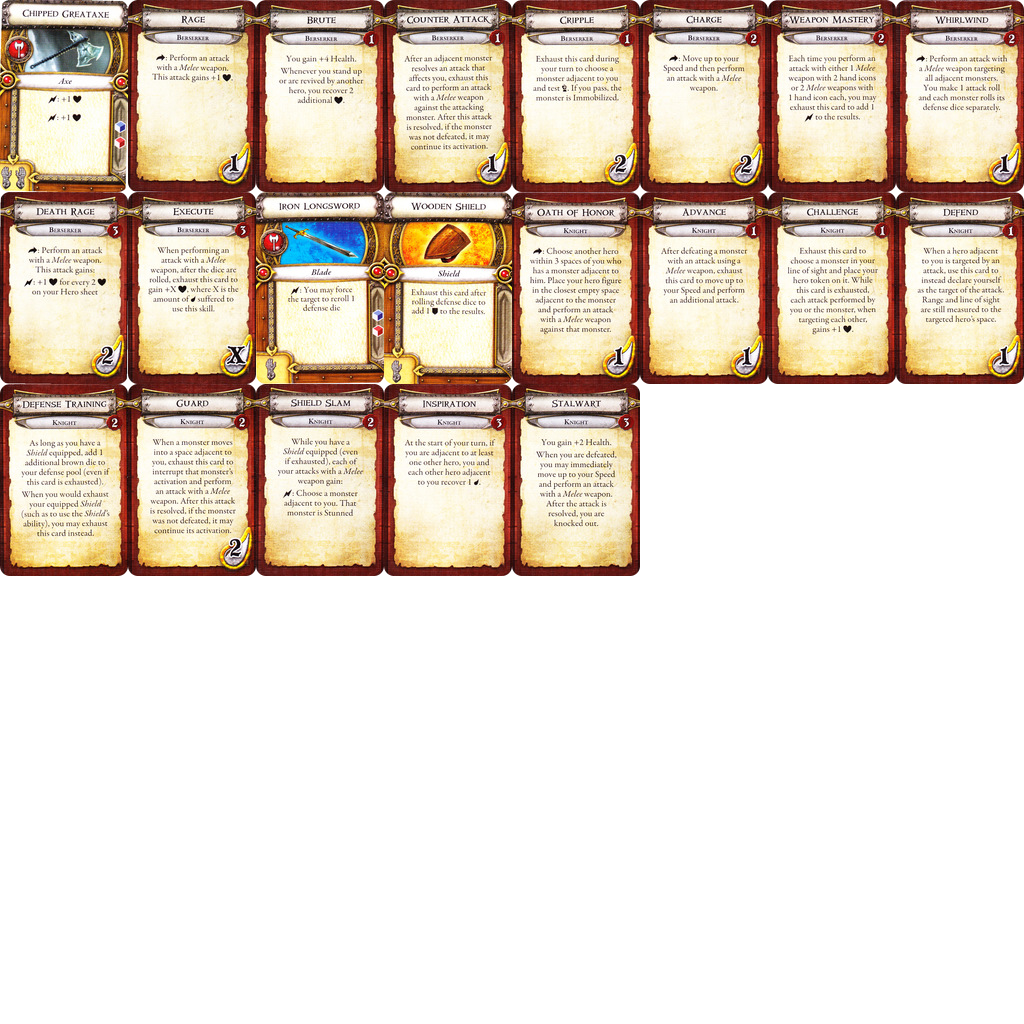 Chipped Greataxe
Axe
: +1
: +1
Rage
Berserker
: Perform an attack
with a Melee weapon.
This attack gains +1 .
1
Brute
Berserker
1
You gain +4 Health.
Whenever you stand up
or are revived by another
hero, you recover 2
additional .
Counter Attack
Berserker
1
After an adjacent monster
resolves an attack that
affects you, exhaust this
card to perform an attack
with a Melee weapon
against the attacking
monster. After this attack
is resolved, if the monster
was not defeated, it may
continue its activation.
1
Cripple
Berserker
1
Exhaust this card during
your turn to choose a
monster adjacent to you
and test . If you pass, the
monster is Immobilized.
2
Charge
Berserker
2
: Move up to your
Speed and then perform
an attack with a Melee
weapon.
2
Weapon Mastery
Berserker
2
Each time you perform an
attack with either 1 Melee
weapon with 2 hand icons
or 2 Melee weapons with
1 hand icon each, you may
exhaust this card to add 1
to the results.
Whirlwind
Berserker
2
: Perform an attack with
a Melee weapon targeting
all adjacent monsters.
You make 1 attack roll
and each monster rolls its
defense dice separately.
1
Death Rage
Berserker
3
: Perform an attack
with a Melee weapon.
This attack gains:
: +1 for every 2
on your Hero sheet
2
Execute
Berserker
3
When performing an
attack with a Melee
weapon, after the dice are
rolled, exhaust this card to
gain +X , where X is the
amount of suffered to
use this skill.
X
Iron Longsword
Blade
: You may force
the target to reroll 1
defense die
Wooden Shield
Shield
Exhaust this card after
rolling defense dice to
add 1 to the results.
Oath of Honor
Knight
: Choose another hero
within 3 spaces of you who
has a monster adjacent to
him. Place your hero figure
in the closest empty space
adjacent to the monster
and perform an attack
with a Melee weapon
against that monster.
1
Advance
Knight
1
After defeating a monster
with an attack using a
Melee weapon, exhaust
this card to move up to
your Speed and perform
an additional attack.
1
Challenge
Knight
1
Exhaust this card to
choose a monster in your
line of sight and place your
hero token on it. While
this card is exhausted,
each attack performed by
you or the monster, when
targeting each other,
gains +1 .
Defend
Knight
1
When a hero adjacent
to you is targeted by an
attack, use this card to
instead declare yourself
as the target of the attack.
Range and line of sight
are still measured to the
targeted hero's space.
1
Defense Training
Knight
2
As long as you have a
Shield equipped, add 1
additional brown die to
your defense pool (even if
this card is exhausted).
When you would exhaust
your equipped Shield
(such as to use the Shield's
ability), you may exhaust
this card instead.
Guard
Knight
2
When a monster moves
into a space adjacent to
you, exhaust this card to
interrupt that monster's
activation and perform
an attack with a Melee
weapon. After this attack
is resolved, if the monster
was not defeated, it may
continue its activation.
2
Shield Slam
Knight
2
While you have a
Shield equipped (even
if exhausted), each of
your attacks with a Melee
weapon gain:
: Choose a monster
adjacent to you. That
monster is Stunned
Inspiration
Knight
3
At the start of your turn, if
you are adjacent to at least
one other hero, you and
each other hero adjacent
to you recover 1 .
Stalwart
Knight
3
You gain +2 Health.
When you are defeated,
you may immediately
move up to your Speed
and perform an attack
with a Melee weapon.
After the attack is
resolved, you are
knocked out.